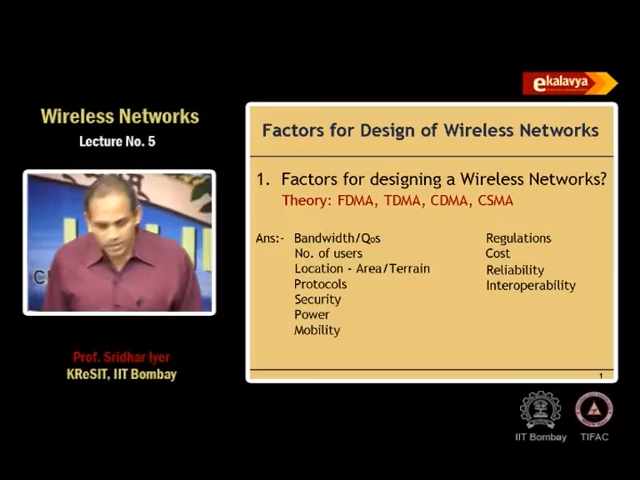 ekalavya
Wireless Networks
Lecture No. 5
Factors for Design of Wireless Networks
1. Factors for designing a Wireless Networks?
Theory: FDMA, TDMA, CDMA, CSMA
Ans:- Bandwidth/QoS
No. of users
Location - Area/Terrain
Protocols
Security
Power
Mobility
Regulations
Cost
Reliability
Interoperability
1
Prof. Sridhar Iyer
KReSIT, IIT Bombay
IIT Bombay
TIFAC